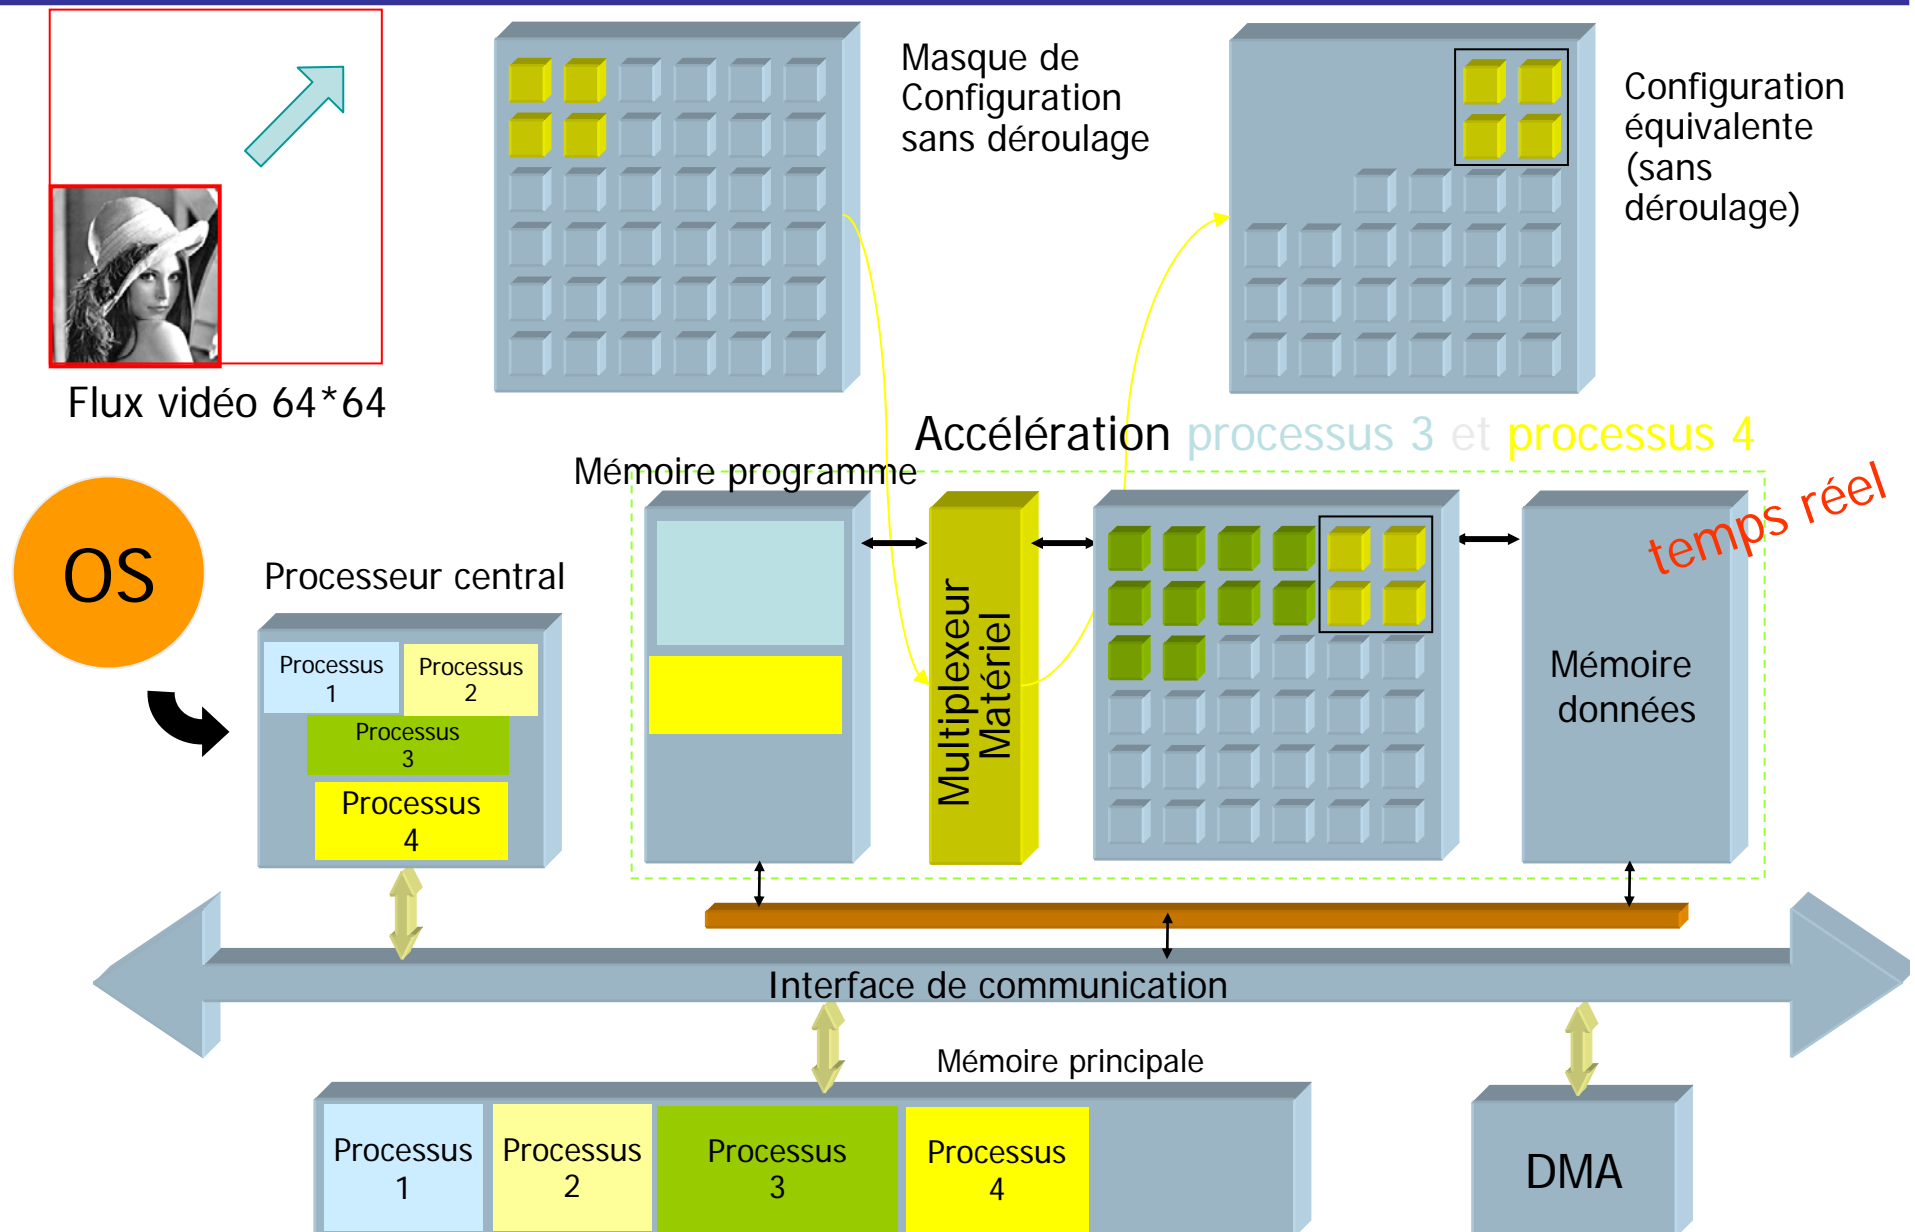 Masque de
Configuration
sans déroulage
Configuration
équivalente
(sans
déroulage)
Flux vidéo 64*64
Accélération processus 3 et processus 4
Mémoire programme
temps réel
OS
Processeur central
Processus
1
Processus
2
Processus
3
Processus
4
Multiplexeur
Matériel
Mémoire
données
Interface de communication
Mémoire principale
Processus
1
Processus
2
Processus
3
Processus
4
DMA